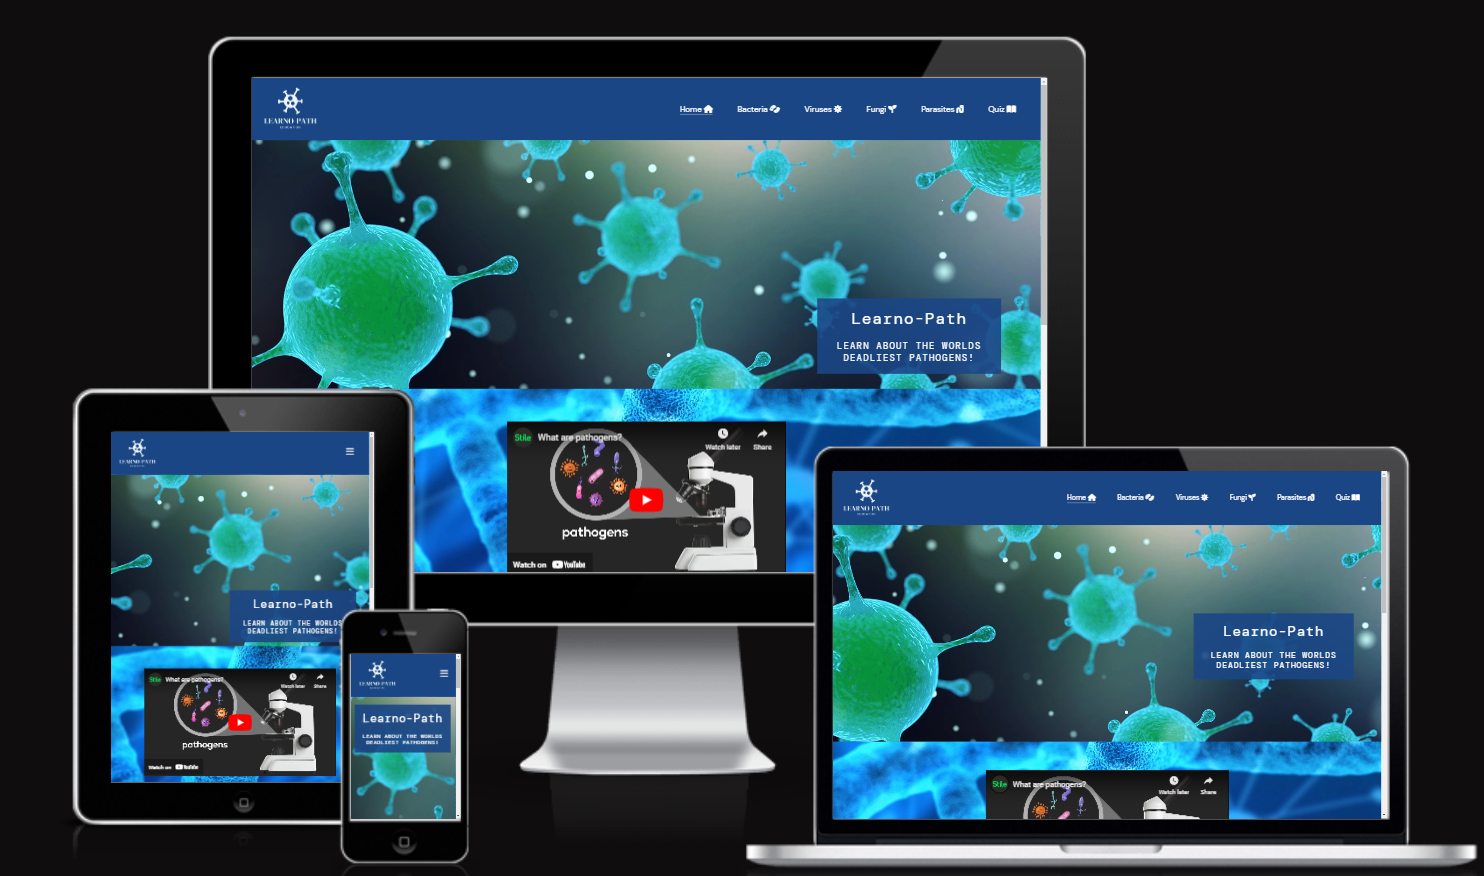 LEARNO-PATH
Home Bacteria Viruses Fungi Parasites Quiz
Learno-Path
LEARN ABOUT THE WORLDS
DEADLIEST PATHOGENS!
Stile What are pathogens? Watch later Share
pathogens
Watch on YouTube
LEARNO-PATH
Learno-Path
LEARN ABOUT THE WORLDS
DEADLIEST PATHOGENS!
Stile What are pathogens? Watch later Share
pathogens
Watch on YouTube
LEARNO-PATH
Learno-Path
LEARN ABOUT THE WORLDS
DEADLIEST PATHOGENS!
LEARNO-PATH
Home Bacteria Viruses Fungi Parasites Quiz
Learno-Path
LEARN ABOUT THE WORLDS
DEADLIEST PATHOGENS!
Stile What are pathogens? Watch later Share